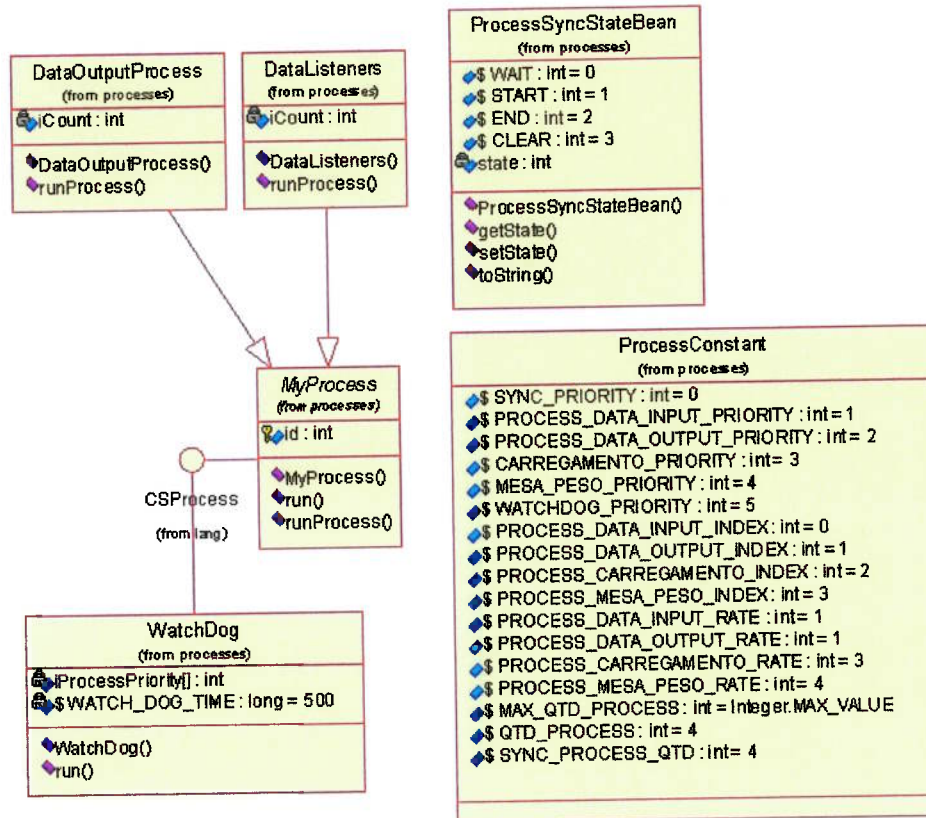 DataOutputProcess
(from processes)
iCount : int
DataOutputProcess()
runProcess()
DataListeners
(from processes)
iCount : int
DataListeners()
runProcess()
ProcessSyncStateBean
(from processes)
$ WAIT : int = 0
$ START : int = 1
$ END : int = 2
$ CLEAR : int = 3
state : int
ProcessSyncStateBean()
getState()
setState()
toString()
MyProcess
(from processes)
id : int
MyProcess()
run()
runProcess()
CSProcess
(from lang)
WatchDog
(from processes)
iProcessPriority[] : int
$ WATCH_DOG_TIME : long = 500
WatchDog()
run()
ProcessConstant
(from processes)
$ SYNC_PRIORITY : int = 0
$ PROCESS_DATA_INPUT_PRIORITY : int = 1
$ PROCESS_DATA_OUTPUT_PRIORITY : int = 2
$ CARREGAMENTO_PRIORITY : int = 3
$ MESA_PESO_PRIORITY : int = 4
$ WATCHDOG_PRIORITY : int = 5
$ PROCESS_DATA_INPUT_INDEX : int = 0
$ PROCESS_DATA_OUTPUT_INDEX : int = 1
$ PROCESS_CARREGAMENTO_INDEX : int = 2
$ PROCESS_MESA_PESO_INDEX : int = 3
$ PROCESS_DATA_INPUT_RATE : int = 1
$ PROCESS_DATA_OUTPUT_RATE : int = 1
$ PROCESS_CARREGAMENTO_RATE : int = 3
$ PROCESS_MESA_PESO_RATE : int = 4
$ MAX_QTD_PROCESS : int = Integer.MAX_VALUE
$ QTD_PROCESS : int = 4
$ SYNC_PROCESS_QTD : int = 4